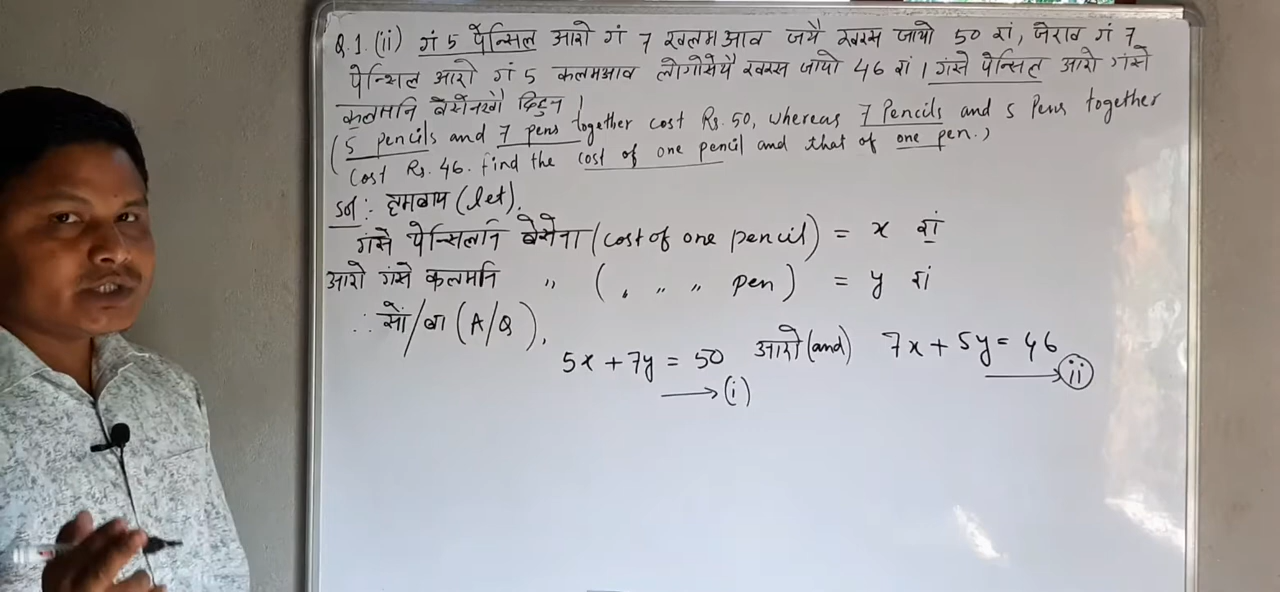 Q.1.(ii) गं 5 पेन्सिल आरो गं 7 खलमआव जयै खरस जायो 50 रां, जेराव गं 7
पेन्शिल आरो गं 5 कलमआव लोगोसेयै खरस जायो 46 रां। गंसे पेन्सिल आरो गंसे
कलमनि बेसेनखौ दिहुन।
(5 pencils and 7 pens together cost Rs. 50, whereas 7 Pencils and 5 Pens together
cost Rs. 46. find the cost of one pencil and that of one pen.)
Soln: हमबाय (let),
गंसे पेन्सिलनि बेसेना (cost of one pencil) = x रां
आरो गंसे कलमनि " ( " " " pen) = y रां
∴ सों/बा (A/Q),
5x + 7y = 50 आरो (and) 7x + 5y = 46
⟶ (i) ⟶ (ii)